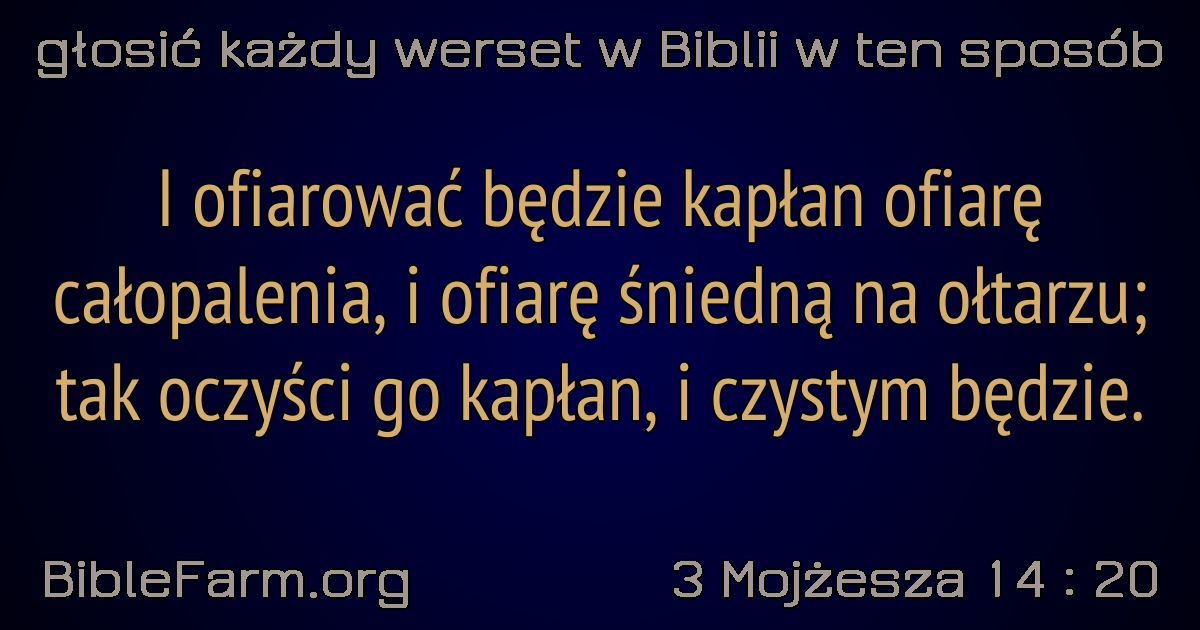 głosić każdy werset w Biblii w ten sposób
I ofiarować będzie kapłan ofiarę
całopalenia, i ofiarę śniedną na ołtarzu;
tak oczyści go kapłan, i czystym będzie.
BibleFarm.org
3 Mojżesza 14 : 20